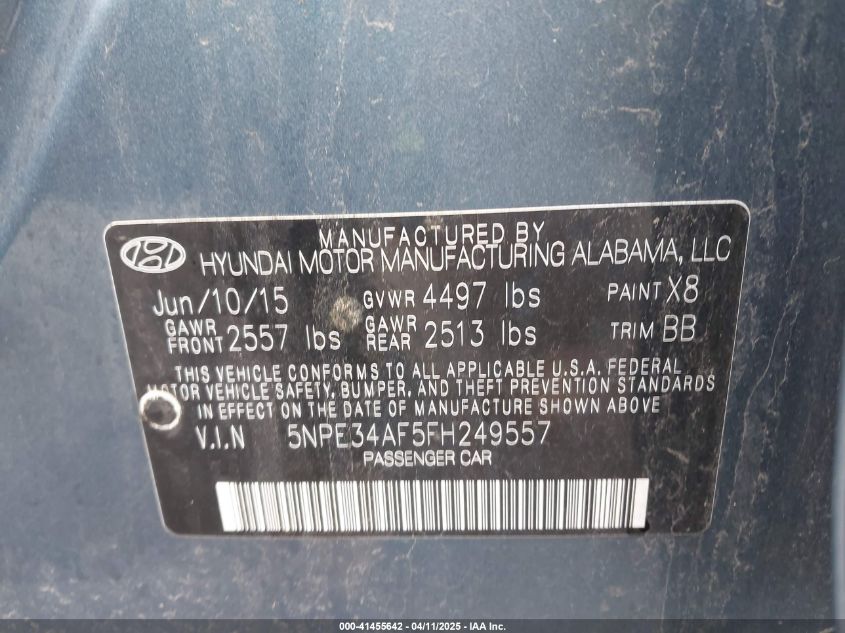 MANUFACTURED BY
HYUNDAI MOTOR MANUFACTURING ALABAMA, LLC
Jun/10/15 GVWR 4497 lbs PAINT X8
GAWR FRONT 2557 lbs GAWR REAR 2513 lbs TRIM BB
THIS VEHICLE CONFORMS TO ALL APPLICABLE U.S.A. FEDERAL
MOTOR VEHICLE SAFETY, BUMPER, AND THEFT PREVENTION STANDARDS
IN EFFECT ON THE DATE OF MANUFACTURE SHOWN ABOVE
V.I.N 5NPE34AF5FH249557
PASSENGER CAR
000-41455642 - 04/11/2025 - IAA Inc.